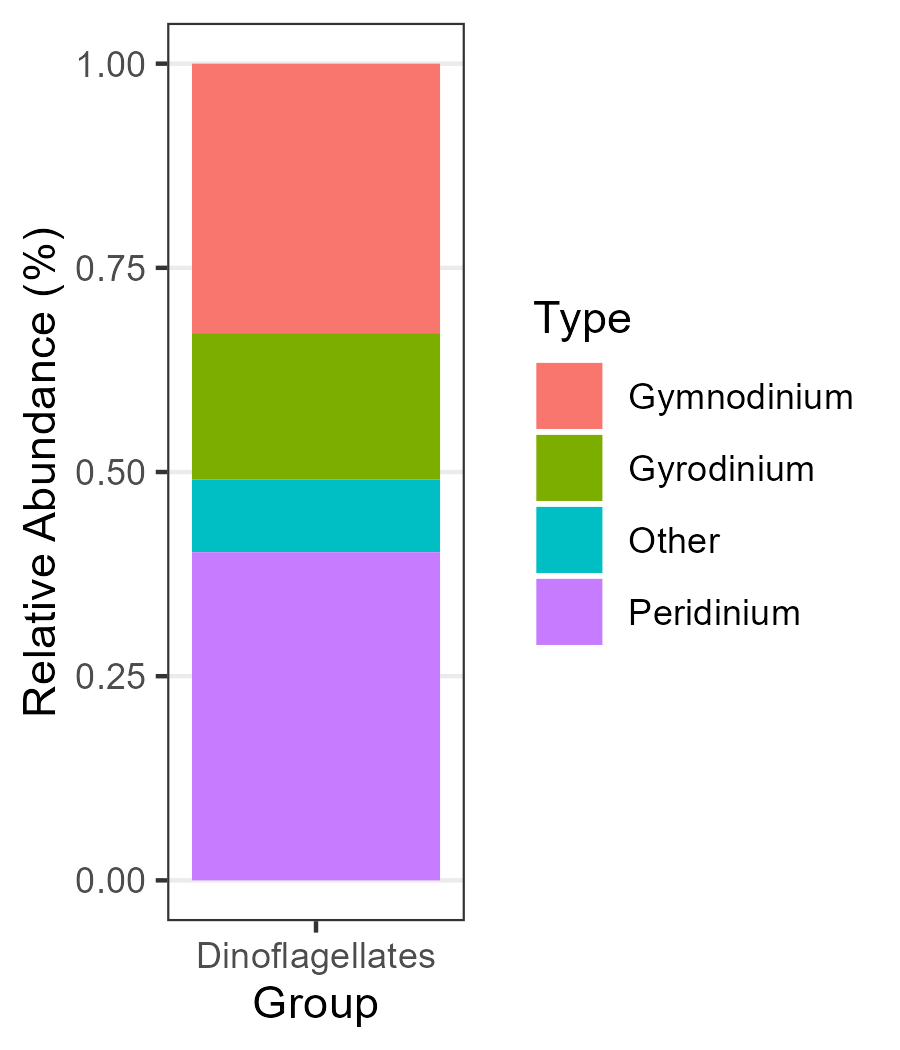 1.00
0.75
0.50
0.25
0.00
Relative Abundance (%)
Dinoflagellates
Group
Type
Gymnodinium
Gyrodinium
Other
Peridinium